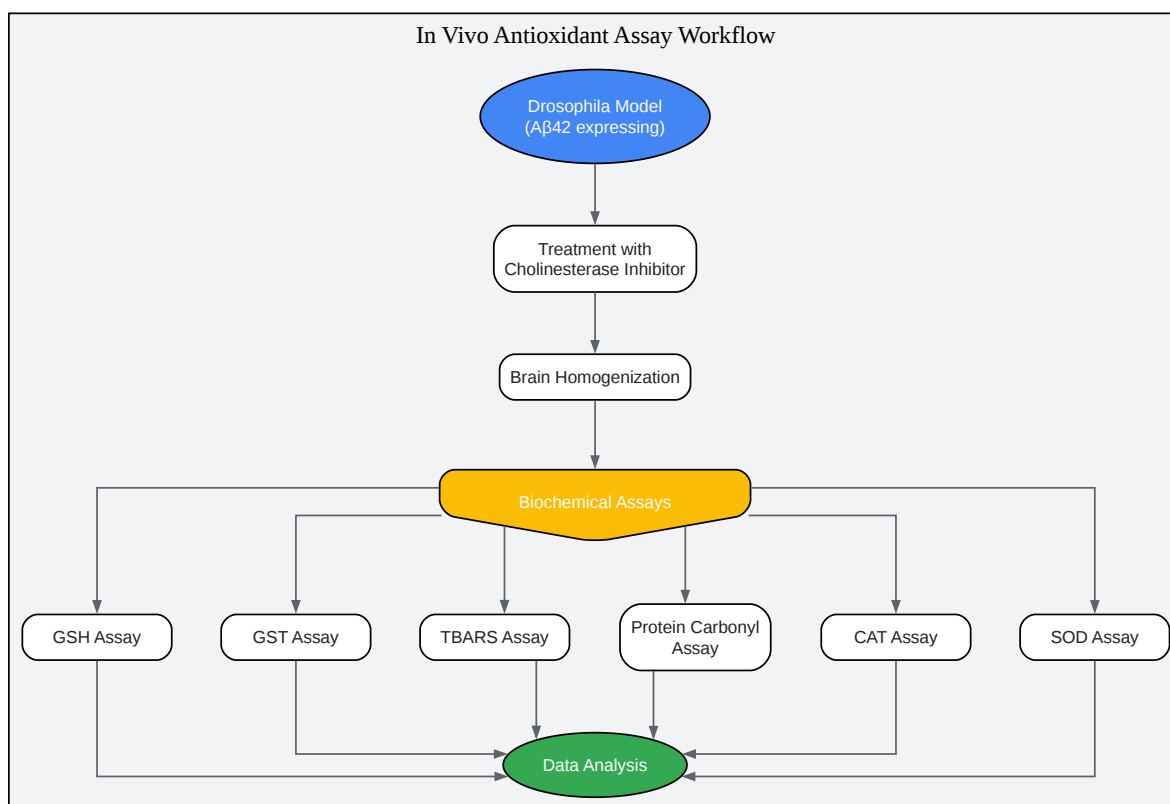 In Vivo Antioxidant Assay Workflow
Drosophila Model
(Aβ42 expressing)
Treatment with
Cholinesterase Inhibitor
Brain Homogenization
Biochemical Assays
GSH Assay
GST Assay
TBARS Assay
Protein Carbonyl
Assay
CAT Assay
SOD Assay
Data Analysis